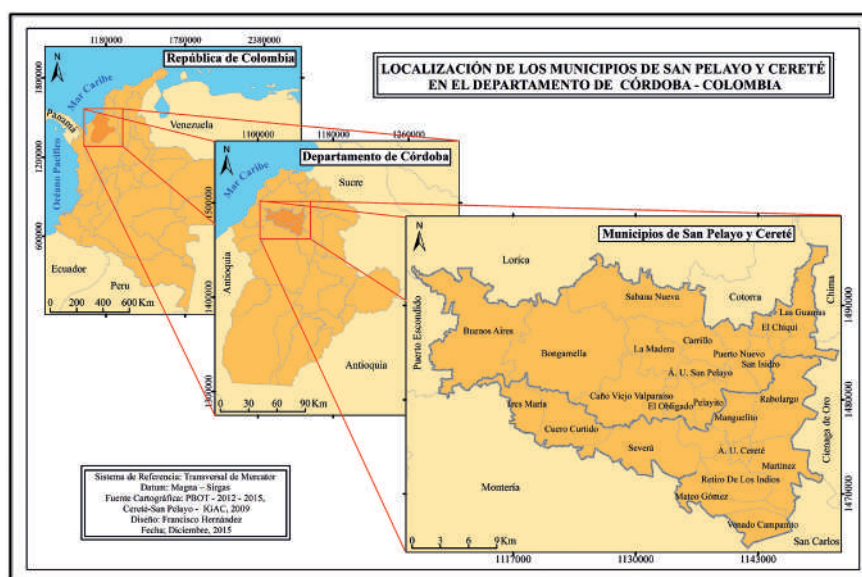 LOCALIZACIÓN DE LOS MUNICIPIOS DE SAN PELAYO Y CERETÉ
EN EL DEPARTAMENTO DE CÓRDOBA - COLOMBIA
1180000 1780000 2380000
República de Colombia
N
Mar Caribe
Panamá
Venezuela
Océano Pacífico
Ecuador
Perú
1800000
1200000
600000
0 200 400 600 Km
1100000 1180000 1260000
Departamento de Córdoba
N
Mar Caribe
Sucre
Antioquia
Antioquia
1500000
1400000
1300000
0 30 60 90 Km
Municipios de San Pelayo y Cereté
N
Lorica
Sabana Nueva
Cotorra
Chima
Las Guamas
El Chiqui
Puerto Escondido
Buenos Aires
Carrillo
Bongamella
La Madera
Puerto Nuevo
San Isidro
A. U. San Pelayo
Caño Viejo Valparaiso
Rabolargo
Tres María
El Obligado
Pelayito
Manguelito
Cienaga de Oro
Cuero Curtido
Severá
A. U. Cereté
Martinez
Retiro De Los Indios
Montería
Mateo Gómez
Venado Campanito
San Carlos
1490000
1480000
1470000
0 3 6 9 Km
1117000 1130000 1143000
Sistema de Referencia: Transversal de Mercator
Datum: Magna – Sirgas
Fuente Cartográfica: PBOT - 2012 - 2015,
Cereté-San Pelayo - IGAC, 2009
Diseño: Francisco Hernández
Fecha; Diciembre, 2015